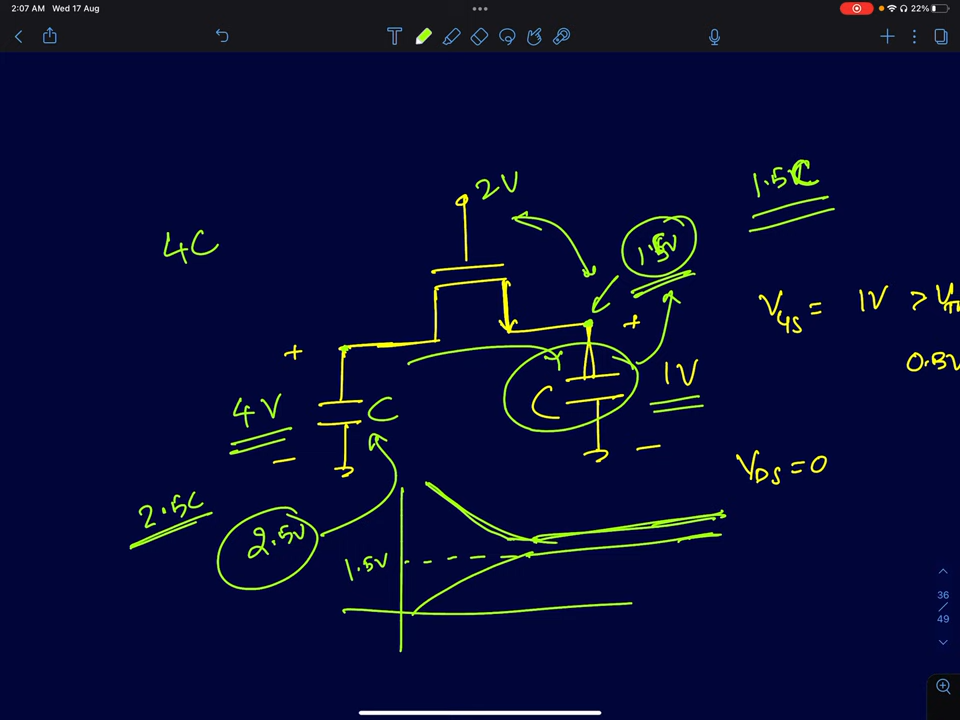 2:07 AM Wed 17 Aug
22%
T
2V
1.5C
4C
1.5V
+
VGS = 1V > VTH
0.5V
+
4V
C
C
1V
-
-
VDS = 0
2.5C
2.5V
1.5V
36
/
49